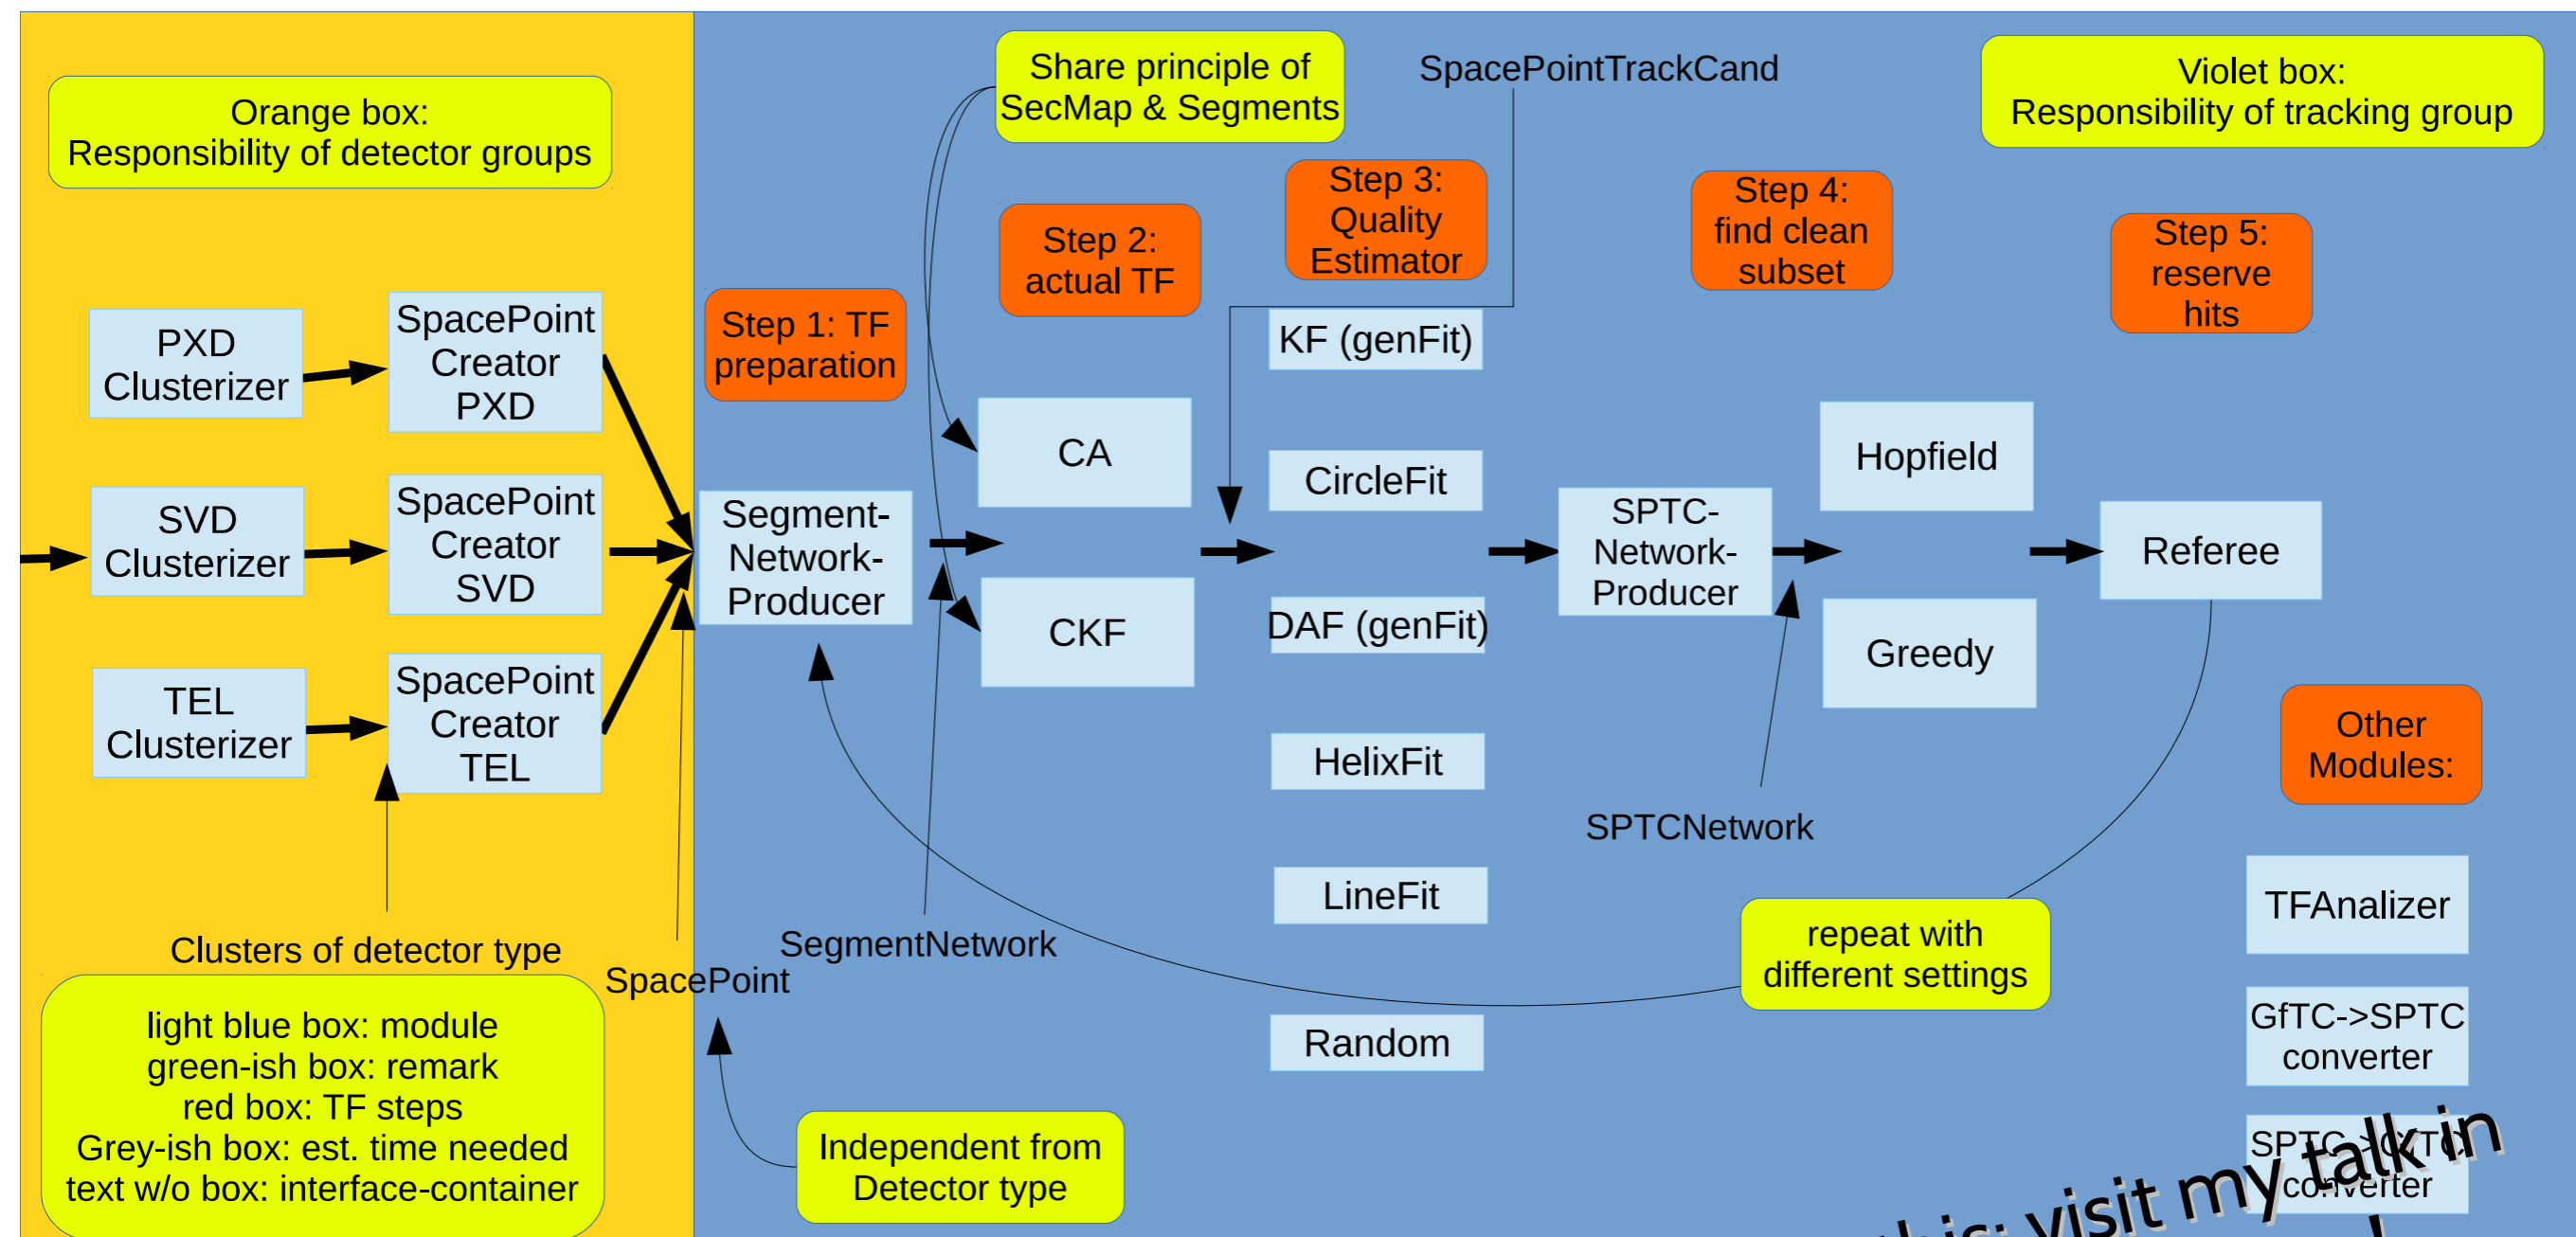 Orange box:
Responsibility of detector groups
Share principle of
SecMap & Segments
SpacePointTrackCand
Violet box:
Responsibility of tracking group
Step 1: TF
preparation
Step 2:
actual TF
Step 3:
Quality
Estimator
Step 4:
find clean
subset
Step 5:
reserve
hits
PXD
Clusterizer
SpacePoint
Creator
PXD
SVD
Clusterizer
SpacePoint
Creator
SVD
TEL
Clusterizer
SpacePoint
Creator
TEL
Segment-
Network-
Producer
CA
CKF
KF (genFit)
CircleFit
DAF (genFit)
HelixFit
LineFit
Random
SPTC-
Network-
Producer
Hopfield
Greedy
Referee
SPTCNetwork
Other
Modules:
TFAnalizer
GfTC->SPTC
converter
SPTC->GfTC
converter
repeat with
different settings
Clusters of detector type
SpacePoint
SegmentNetwork
light blue box: module
green-ish box: remark
red box: TF steps
Grey-ish box: est. time needed
text w/o box: interface-container
Independent from
Detector type
visit my talk in